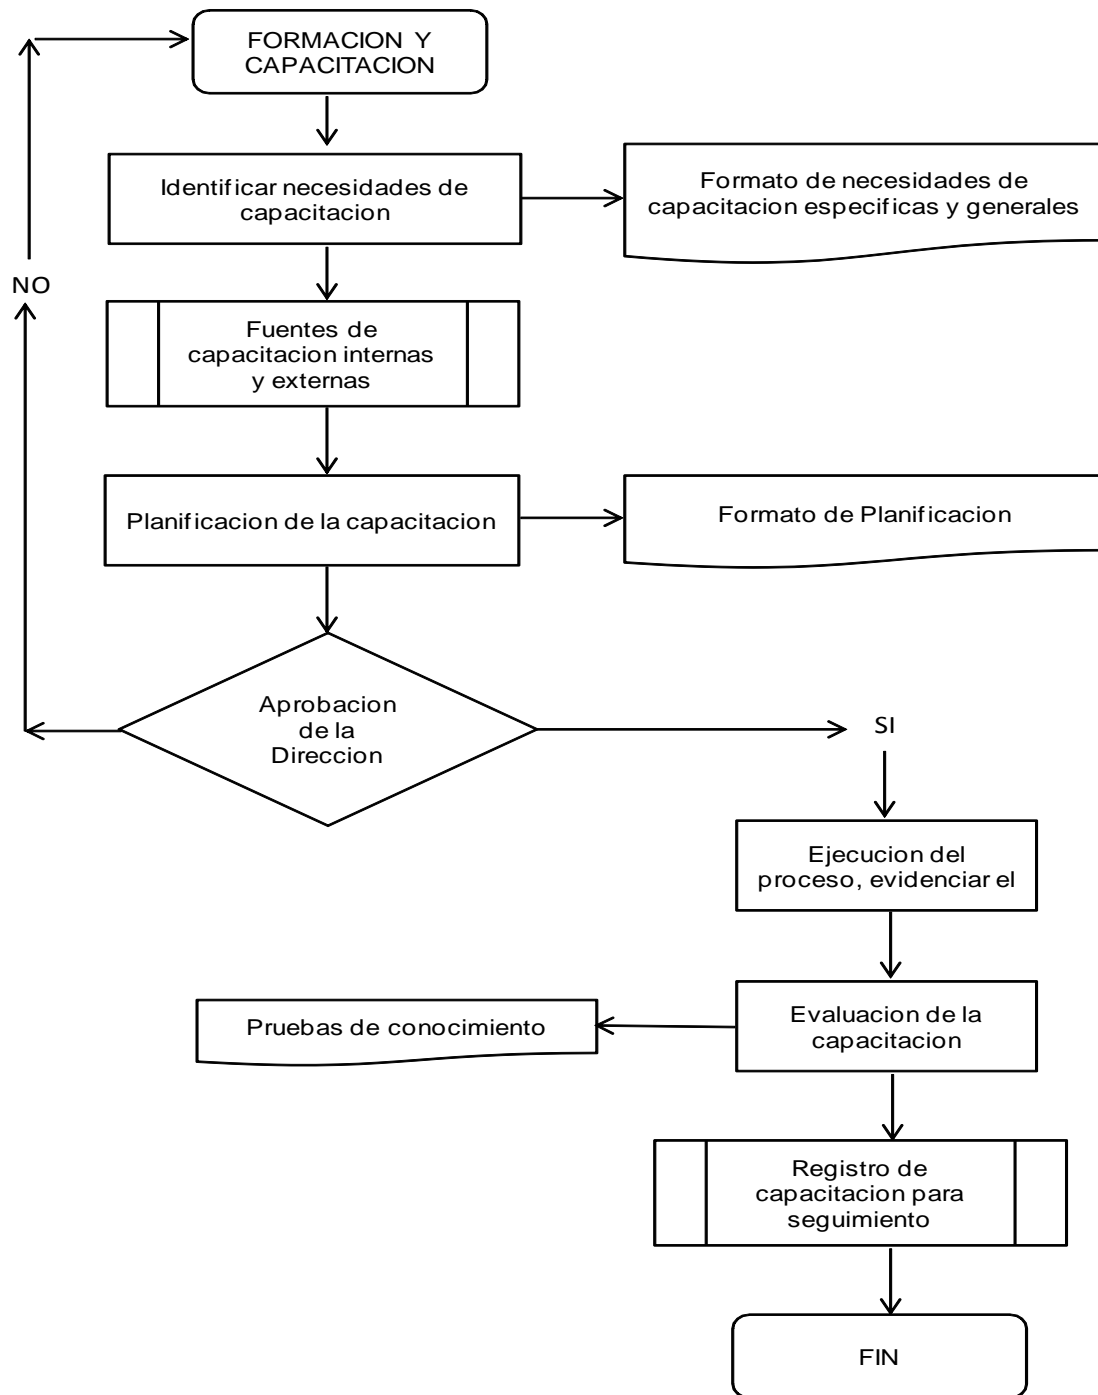 FORMACION Y
CAPACITACION
Identificar necesidades de
capacitacion
Formato de necesidades de
capacitacion especificas y generales
NO
Fuentes de
capacitacion internas
y externas
Planificacion de la capacitacion
Formato de Planificacion
Aprobacion
de la
Direccion
SI
Ejecucion del
proceso, evidenciar el
Evaluacion de la
capacitacion
Pruebas de conocimiento
Registro de
capacitacion para
seguimiento
FIN